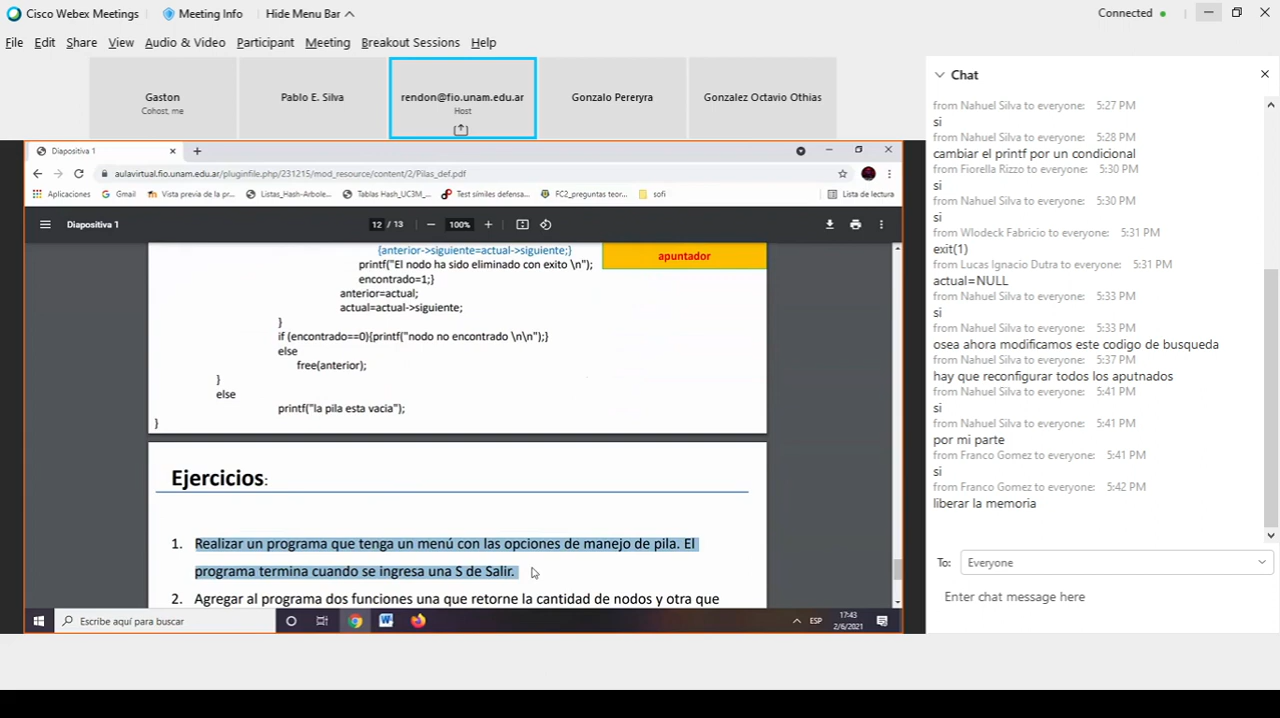 Cisco Webex Meetings
Meeting Info
Hide Menu Bar
Connected
File Edit Share View Audio & Video Participant Meeting Breakout Sessions Help
Gaston
Cohost, me
Pablo E. Silva
rendon@fio.unam.edu.ar
Host
Gonzalo Pereryra
Gonzalez Octavio Othias
Diapositiva 1
aulavirtual.fio.unam.edu.ar/pluginfile.php/231215/mod_resource/content/2/Pilas_def.pdf
Aplicaciones
Gmail
Vista previa de la pr...
Listas_Hash-Arbole...
Tablas Hash_UC3M_...
Test símiles defensa...
FC2_preguntas teor...
sofi
Lista de lectura
Diapositiva 1
12 / 13
100%
{anterior->siguiente=actual->siguiente;}
apuntador
printf("El nodo ha sido eliminado con exito \n");
encontrado=1;}
anterior=actual;
actual=actual->siguiente;
}
if (encontrado==0){printf("nodo no encontrado \n\n");}
else
free(anterior);
}
else
printf("la pila esta vacia");
}
Ejercicios:
1. Realizar un programa que tenga un menú con las opciones de manejo de pila. El
programa termina cuando se ingresa una S de Salir.
2. Agregar al programa dos funciones una que retorne la cantidad de nodos y otra que
Escribe aquí para buscar
ESP
17:43
2/6/2021
Chat
from Nahuel Silva to everyone: 5:27 PM
si
from Nahuel Silva to everyone: 5:28 PM
cambiar el printf por un condicional
from Fiorella Rizzo to everyone: 5:30 PM
si
from Nahuel Silva to everyone: 5:30 PM
si
from Wlodeck Fabricio to everyone: 5:31 PM
exit(1)
from Lucas Ignacio Dutra to everyone: 5:31 PM
actual=NULL
from Nahuel Silva to everyone: 5:33 PM
si
from Nahuel Silva to everyone: 5:33 PM
osea ahora modificamos este codigo de busqueda
from Nahuel Silva to everyone: 5:37 PM
hay que reconfigurar todos los aputnados
from Nahuel Silva to everyone: 5:41 PM
si
from Nahuel Silva to everyone: 5:41 PM
por mi parte
from Franco Gomez to everyone: 5:41 PM
si
from Franco Gomez to everyone: 5:42 PM
liberar la memoria
To: Everyone
Enter chat message here